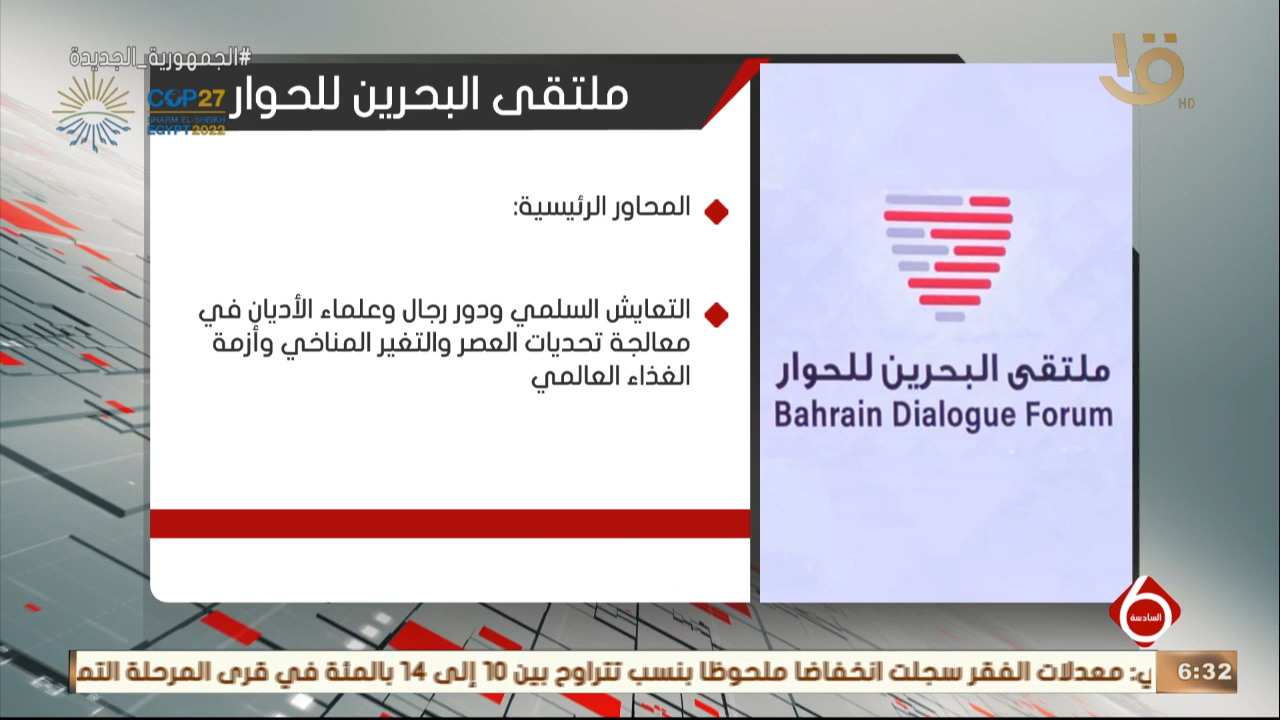 #الجمهورية_الجديدة
COP27
SHARM EL-SHEIKH
EGYPT 2022
HD
ملتقى البحرين للحوار
المحاور الرئيسية:
التعايش السلمي ودور رجال وعلماء الأديان في
معالجة تحديات العصر والتغير المناخي وأزمة
الغذاء العالمي
ملتقى البحرين للحوار
Bahrain Dialogue Forum
السادسة
6:32
ي: معدلات الفقر سجلت انخفاضا ملحوظا بنسب تتراوح بين 10 إلى 14 بالمئة في قرى المرحلة التم